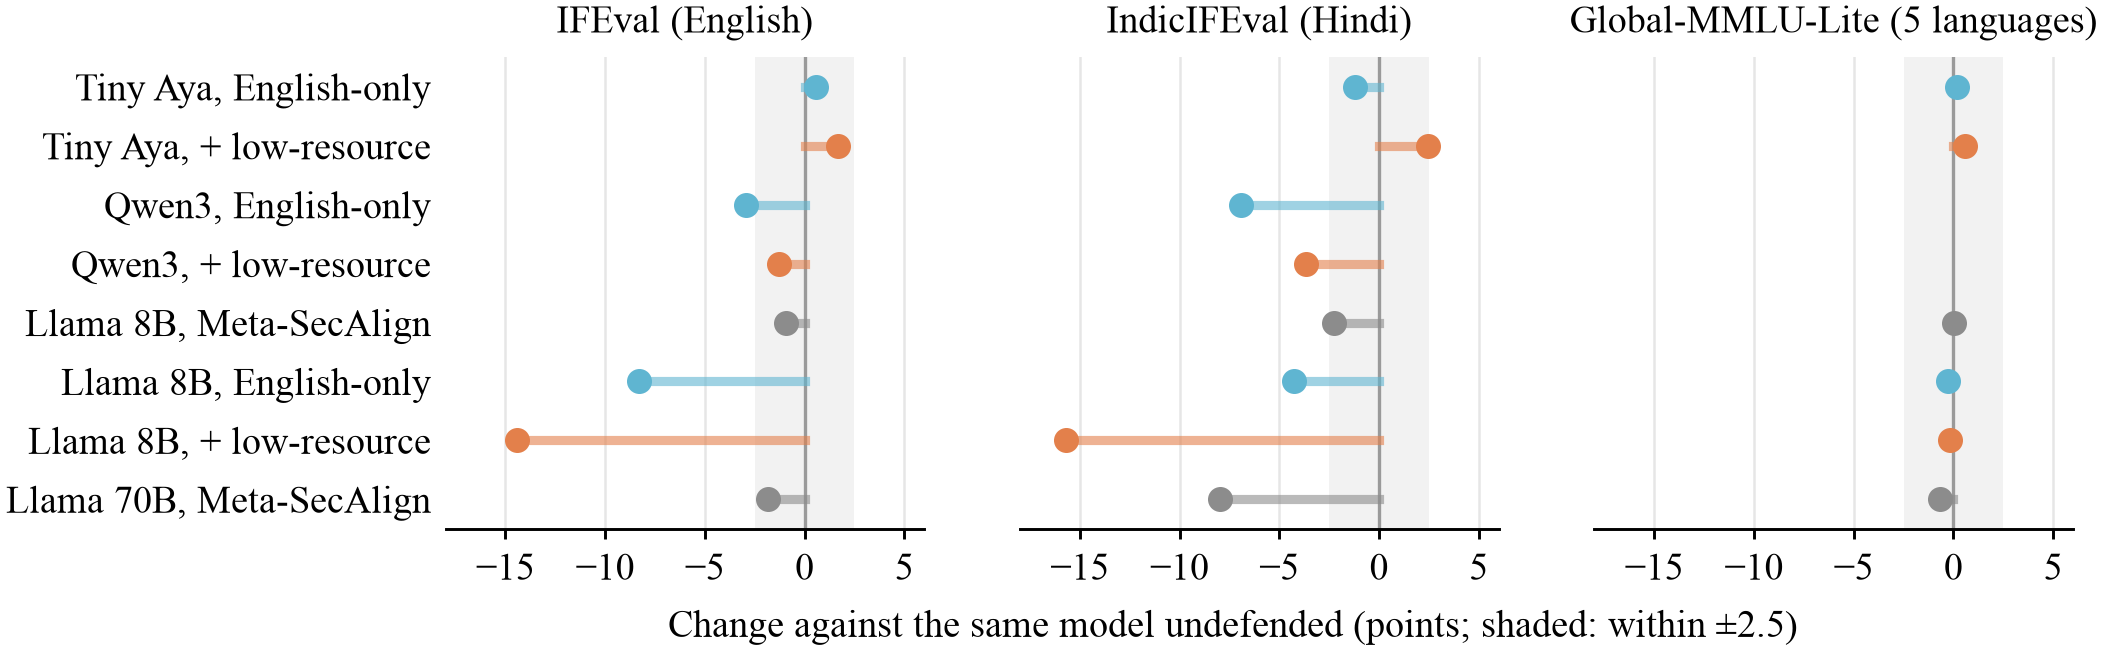 IFEval (English)
IndicIFEval (Hindi)
Global-MMLU-Lite (5 languages)
Tiny Aya, English-only
Tiny Aya, + low-resource
Qwen3, English-only
Qwen3, + low-resource
Llama 8B, Meta-SecAlign
Llama 8B, English-only
Llama 8B, + low-resource
Llama 70B, Meta-SecAlign
−15 −10 −5 0 5
−15 −10 −5 0 5
−15 −10 −5 0 5
Change against the same model undefended (points; shaded: within ±2.5)